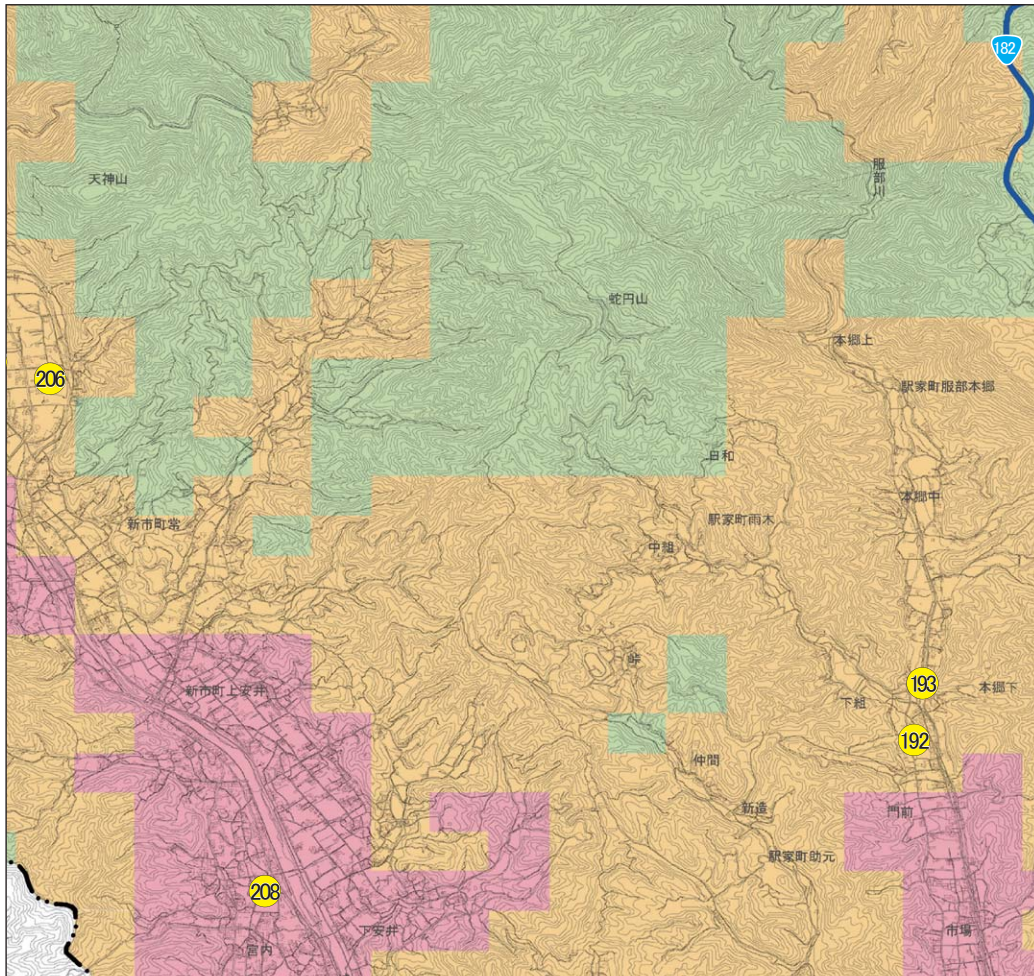 182
天神山
服部川
蛇円山
本郷上
206
駅家町服部本郷
日和
本郷中
新市町常
駅家町雨木
中組
峠
193
新市町上安井
本郷下
下組
192
仲間
新造
門前
駅家町助元
208
下安井
市場
宮内